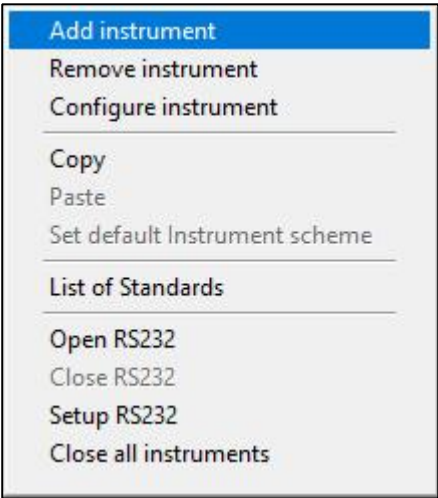 Add instrument
Remove instrument
Configure instrument
Copy
Paste
Set default Instrument scheme
List of Standards
Open RS232
Close RS232
Setup RS232
Close all instruments